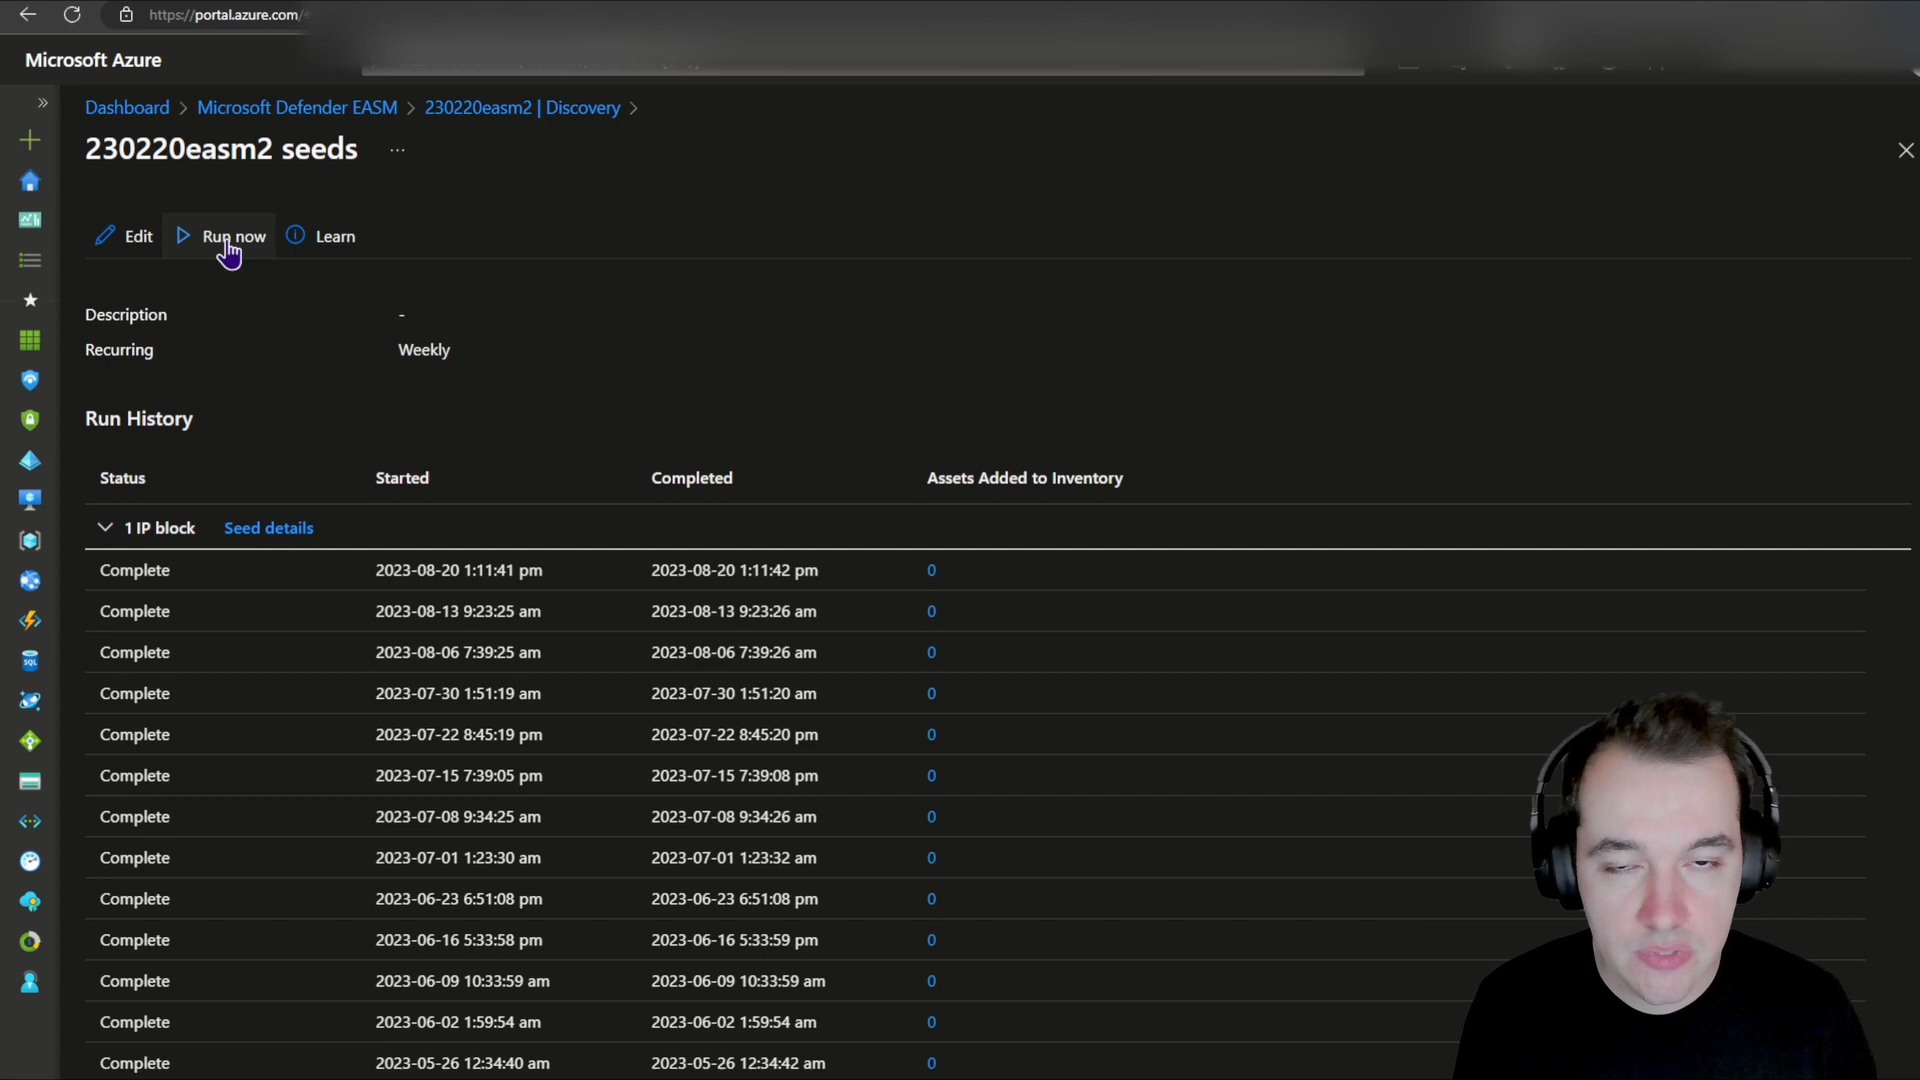 https://portal.azure.com/
Microsoft Azure
Dashboard > Microsoft Defender EASM > 230220easm2 | Discovery >
230220easm2 seeds ...
Edit Run now Learn
Description -
Recurring Weekly
Run History
Status Started Completed Assets Added to Inventory
1 IP block Seed details
Complete 2023-08-20 1:11:41 pm 2023-08-20 1:11:42 pm 0
Complete 2023-08-13 9:23:25 am 2023-08-13 9:23:26 am 0
Complete 2023-08-06 7:39:25 am 2023-08-06 7:39:26 am 0
Complete 2023-07-30 1:51:19 am 2023-07-30 1:51:20 am 0
Complete 2023-07-22 8:45:19 pm 2023-07-22 8:45:20 pm 0
Complete 2023-07-15 7:39:05 pm 2023-07-15 7:39:08 pm 0
Complete 2023-07-08 9:34:25 am 2023-07-08 9:34:26 am 0
Complete 2023-07-01 1:23:30 am 2023-07-01 1:23:32 am 0
Complete 2023-06-23 6:51:08 pm 2023-06-23 6:51:08 pm 0
Complete 2023-06-16 5:33:58 pm 2023-06-16 5:33:59 pm 0
Complete 2023-06-09 10:33:59 am 2023-06-09 10:33:59 am 0
Complete 2023-06-02 1:59:54 am 2023-06-02 1:59:54 am 0
Complete 2023-05-26 12:34:40 am 2023-05-26 12:34:42 am 0